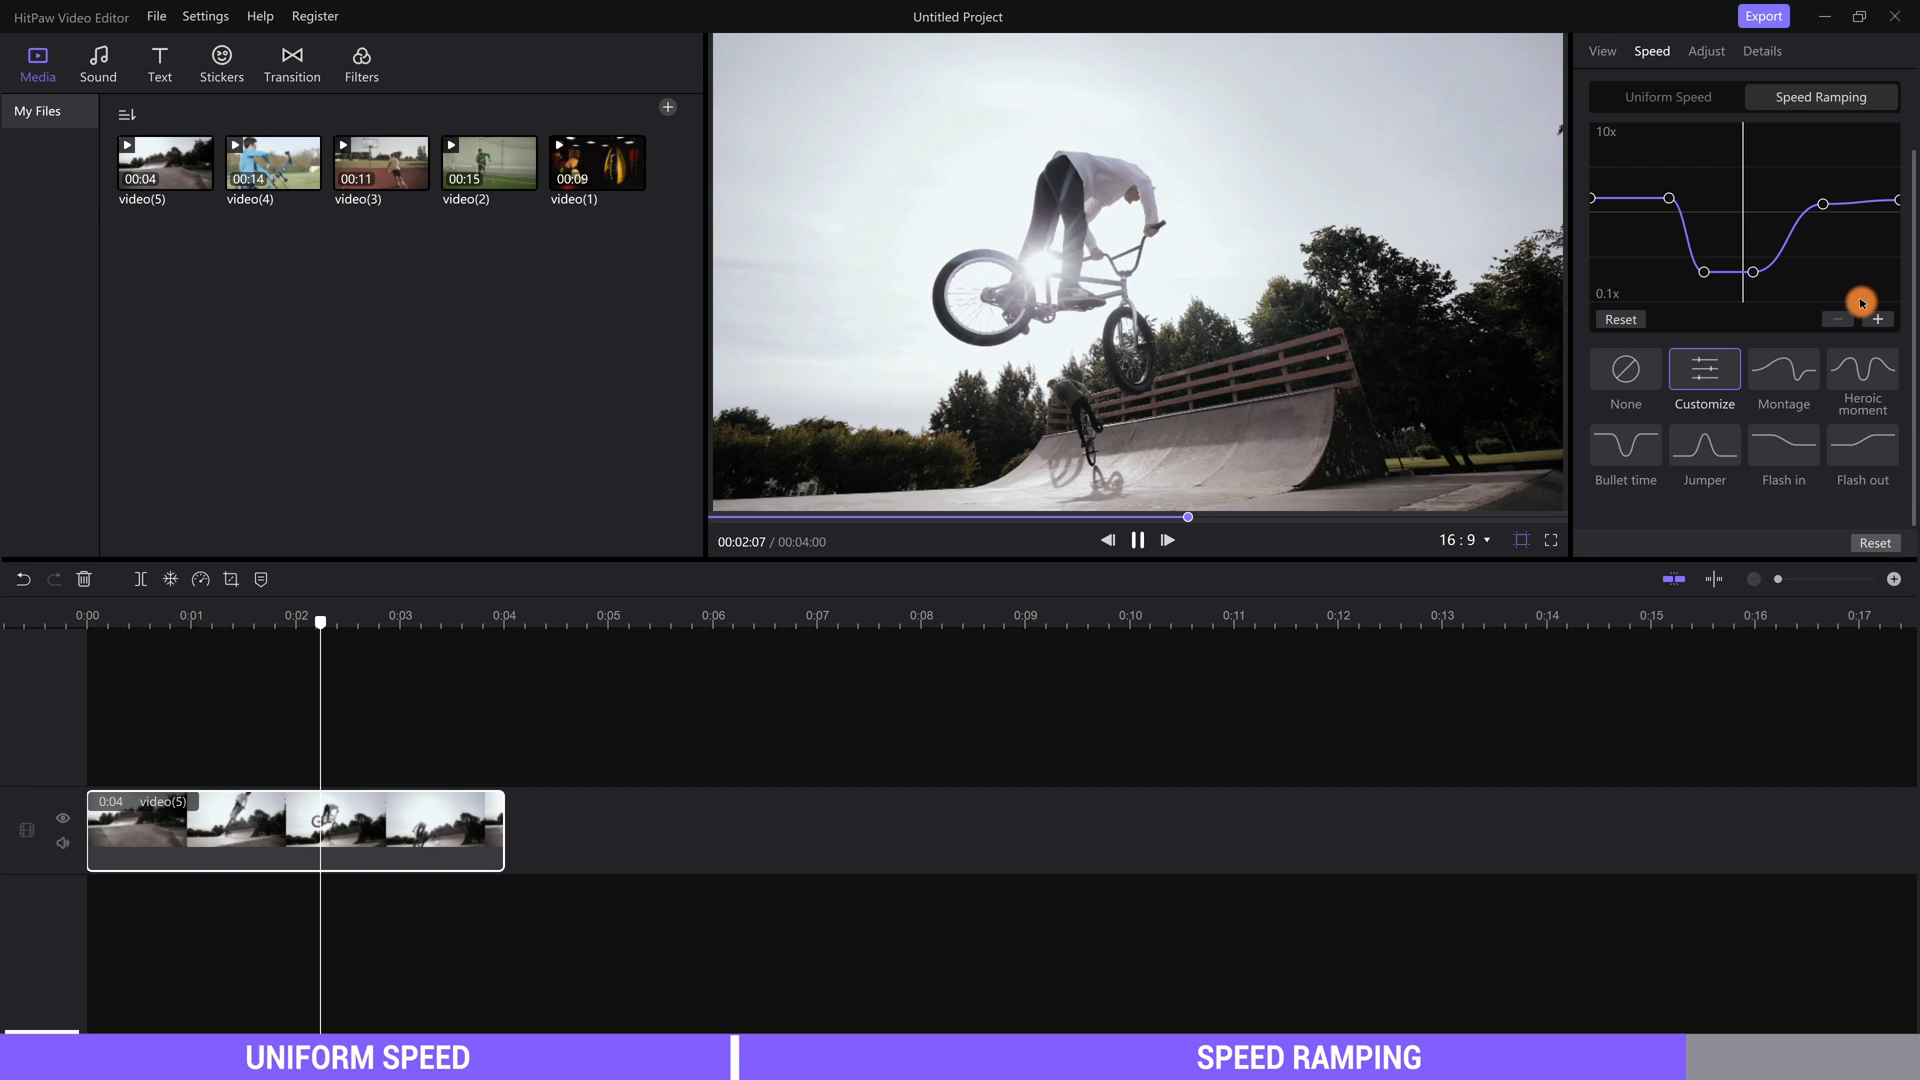 HitPaw Video Editor File Settings Help Register Untitled Project Export
Media Sound Text Stickers Transition Filters
My Files
00:04 00:14 00:11 00:15 00:09
video(5) video(4) video(3) video(2) video(1)
00:02:07 / 00:04:00 16 : 9
View Speed Adjust Details
Uniform Speed Speed Ramping
10x
0.1x
Reset
None Customize Montage Heroic moment
Bullet time Jumper Flash in Flash out
Reset
0:00 0:01 0:02 0:03 0:04 0:05 0:06 0:07 0:08 0:09 0:10 0:11 0:12 0:13 0:14 0:15 0:16 0:17
0:04 video(5)
UNIFORM SPEED SPEED RAMPING